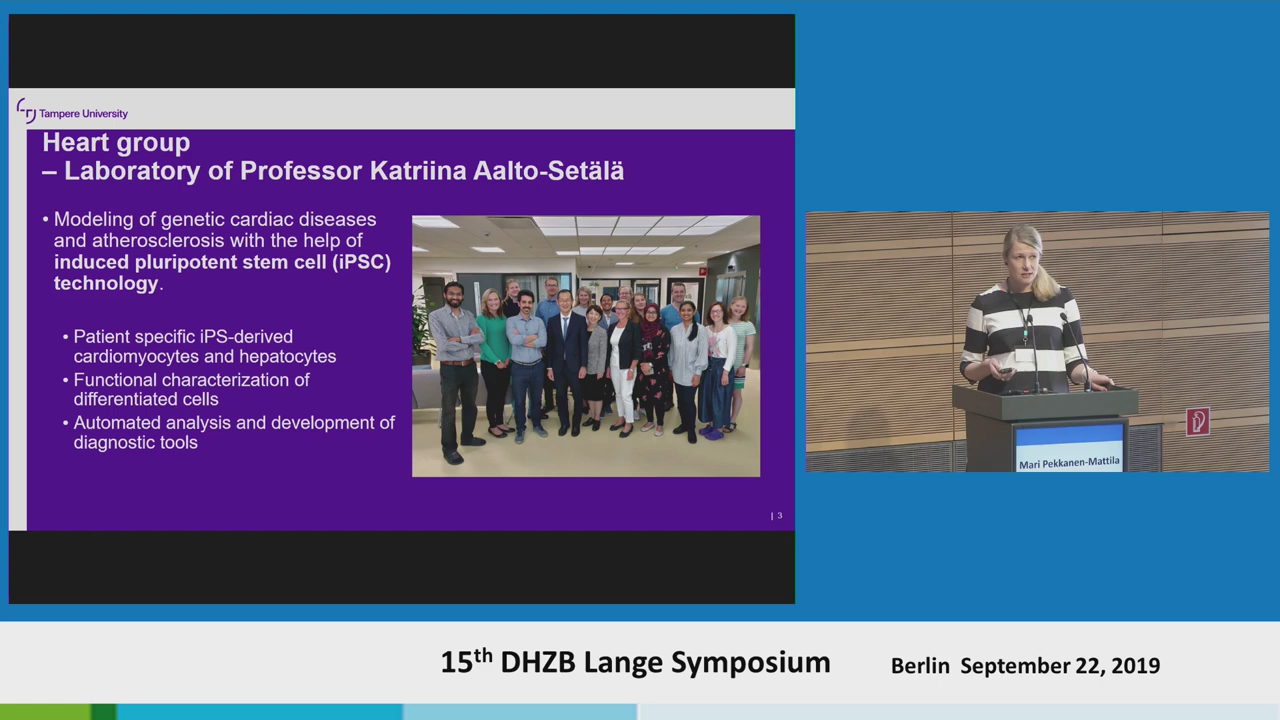 Tampere University
Heart group
– Laboratory of Professor Katriina Aalto-Setälä
• Modeling of genetic cardiac diseases
and atherosclerosis with the help of
induced pluripotent stem cell (iPSC)
technology.
• Patient specific iPS-derived
cardiomyocytes and hepatocytes
• Functional characterization of
differentiated cells
• Automated analysis and development of
diagnostic tools
| 3
Mari Pekkanen-Mattila
15th DHZB Lange Symposium
Berlin September 22, 2019